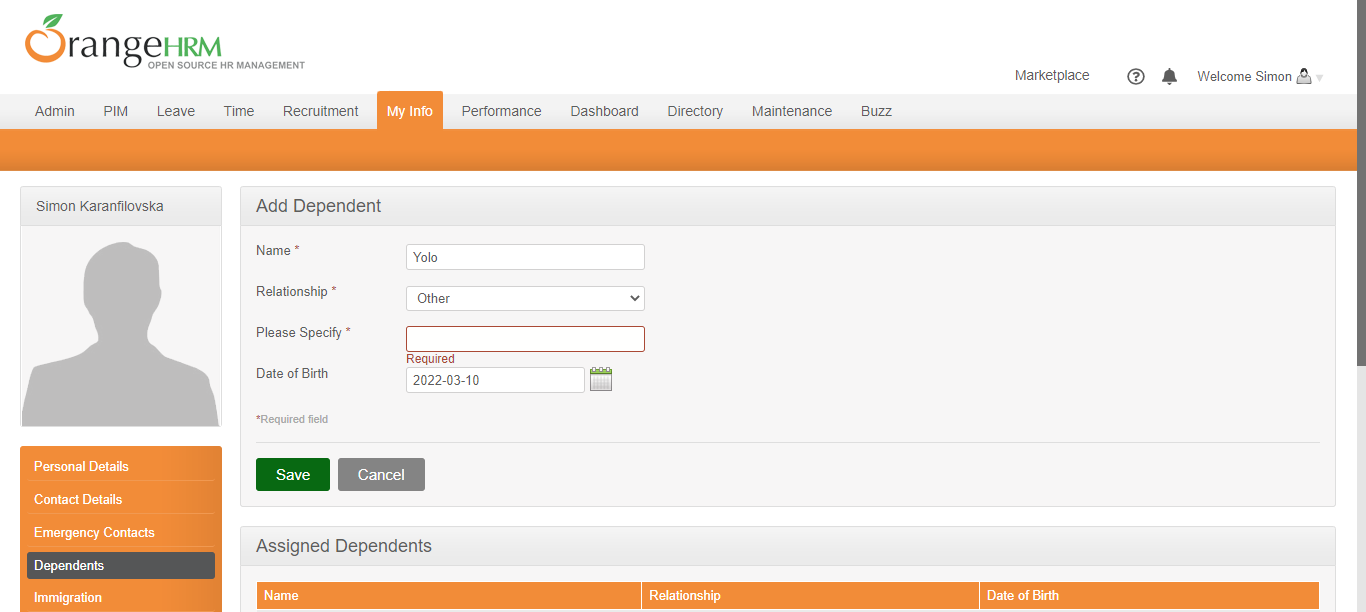 OrangeHRM
OPEN SOURCE HR MANAGEMENT
Marketplace
?
Welcome Simon
Admin
PIM
Leave
Time
Recruitment
My Info
Performance
Dashboard
Directory
Maintenance
Buzz
Simon Karanfilovska
Personal Details
Contact Details
Emergency Contacts
Dependents
Immigration
Add Dependent
Name *
Yolo
Relationship *
Other
Please Specify *
Required
Date of Birth
2022-03-10
*Required field
Save
Cancel
Assigned Dependents
Name
Relationship
Date of Birth